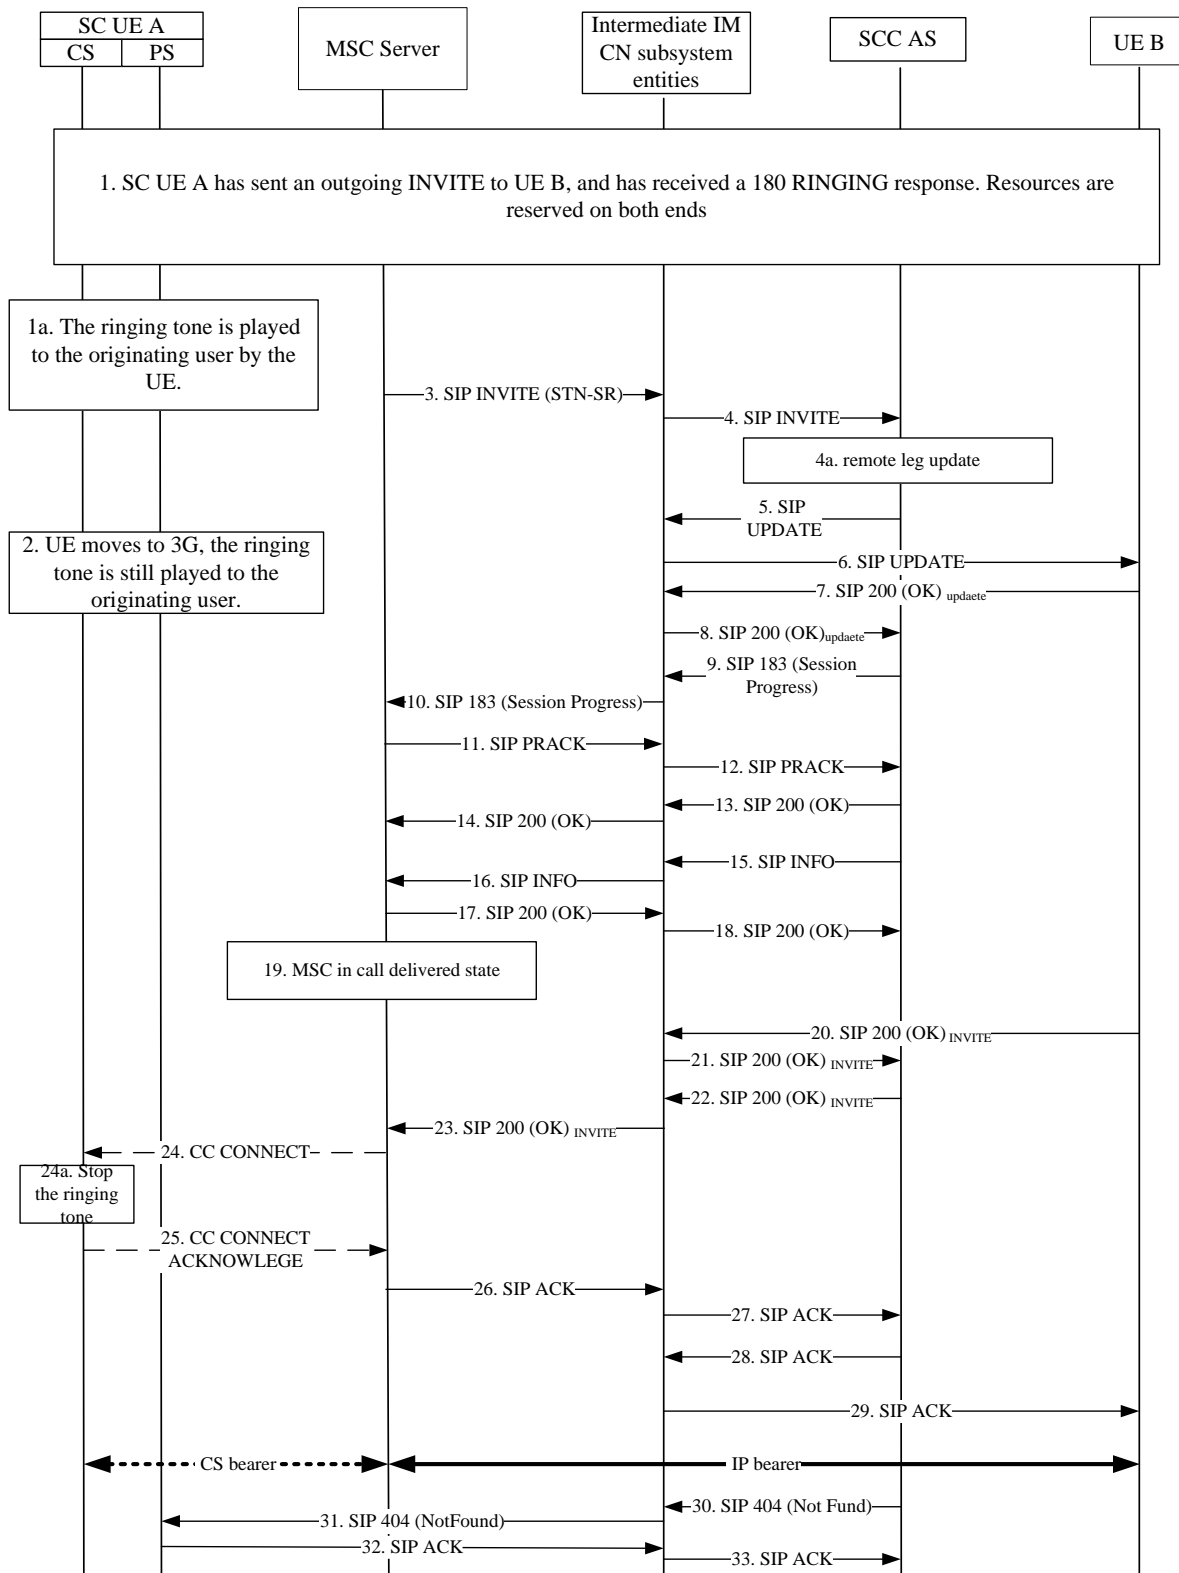 SC UE A
CS
PS
MSC Server
Intermediate IM
CN subsystem
entities
SCC AS
UE B
1. SC UE A has sent an outgoing INVITE to UE B, and has received a 180 RINGING response. Resources are
reserved on both ends
1a. The ringing tone is played
to the originating user by the
UE.
3. SIP INVITE (STN-SR)
4. SIP INVITE
4a. remote leg update
5. SIP
UPDATE
2. UE moves to 3G, the ringing
tone is still played to the
originating user.
6. SIP UPDATE
7. SIP 200 (OK) updaete
8. SIP 200 (OK)updaete
9. SIP 183 (Session
Progress)
10. SIP 183 (Session Progress)
11. SIP PRACK
12. SIP PRACK
13. SIP 200 (OK)
14. SIP 200 (OK)
15. SIP INFO
16. SIP INFO
17. SIP 200 (OK)
18. SIP 200 (OK)
19. MSC in call delivered state
20. SIP 200 (OK) INVITE
21. SIP 200 (OK) INVITE
22. SIP 200 (OK) INVITE
23. SIP 200 (OK) INVITE
24. CC CONNECT
24a. Stop
the ringing
tone
25. CC CONNECT
ACKNOWLEGE
26. SIP ACK
27. SIP ACK
28. SIP ACK
29. SIP ACK
CS bearer
IP bearer
30. SIP 404 (Not Fund)
31. SIP 404 (NotFound)
32. SIP ACK
33. SIP ACK